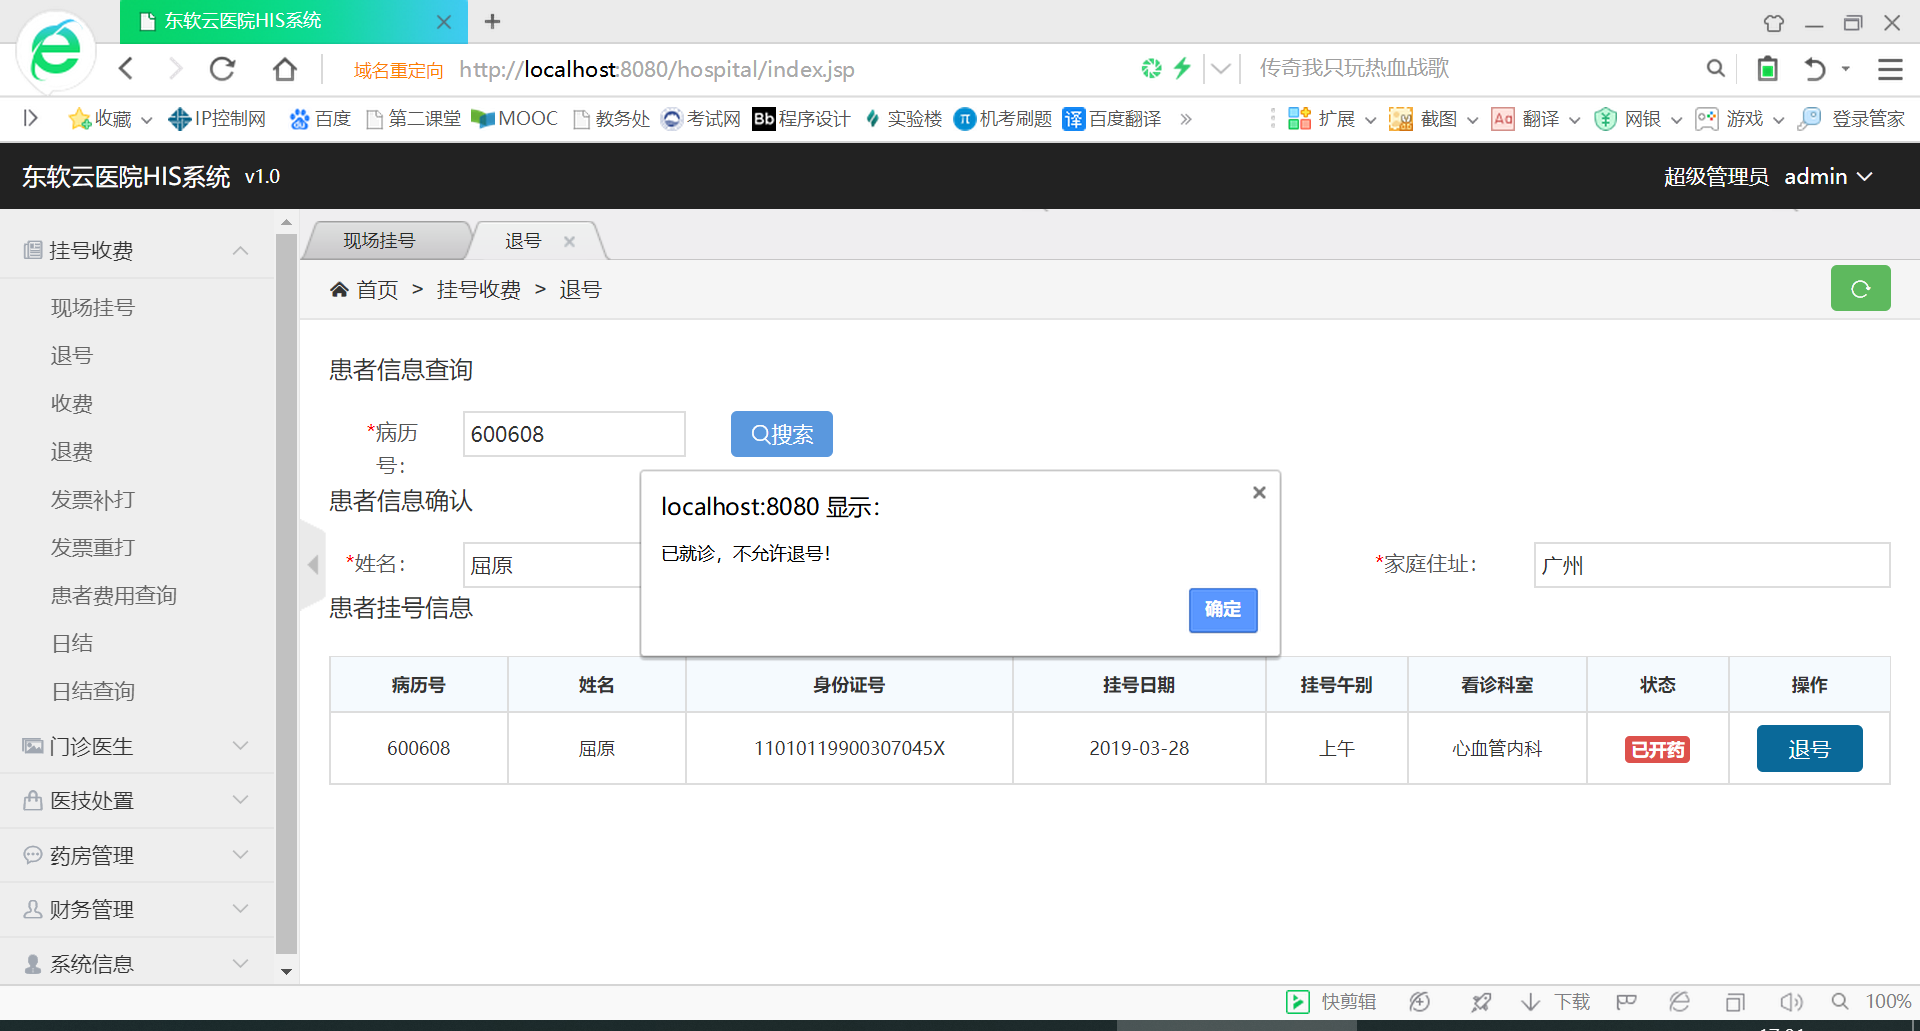 东软云医院HIS系统
域名重定向 http://localhost:8080/hospital/index.jsp 传奇我只玩热血战歌
收藏 IP控制网 百度 第二课堂 MOOC 教务处 考试网 Bb 程序设计 实验楼 π 机考刷题 译 百度翻译 » 扩展 截图 Aa 翻译 网银 游戏 登录管家
东软云医院HIS系统 v1.0 超级管理员 admin
挂号收费
现场挂号
退号
收费
退费
发票补打
发票重打
患者费用查询
日结
日结查询
门诊医生
医技处置
药房管理
财务管理
系统信息
现场挂号 退号
首页 > 挂号收费 > 退号
患者信息查询
*病历号: 600608 搜索
患者信息确认
*姓名: 屈原 *家庭住址: 广州
患者挂号信息
localhost:8080 显示:
已就诊，不允许退号!
确定
病历号 姓名 身份证号 挂号日期 挂号午别 看诊科室 状态 操作
600608 屈原 11010119900307045X 2019-03-28 上午 心血管内科 已开药 退号
快剪辑 下载 100%